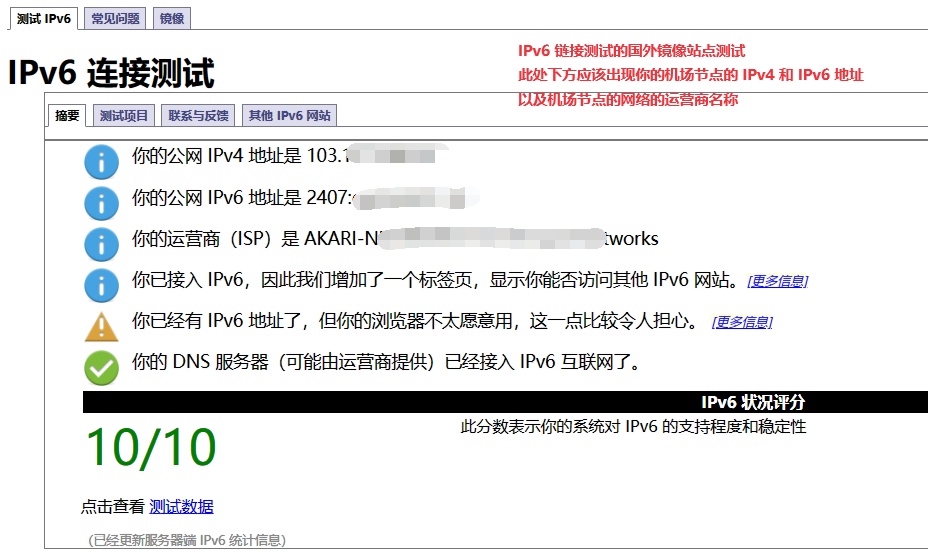 测试 IPv6 常见问题 镜像
IPv6 链接测试的国外镜像站点测试
IPv6 连接测试
此处下方应该出现你的机场节点的 IPv4 和 IPv6 地址
以及机场节点的网络的运营商名称
摘要 测试项目 联系与反馈 其他 IPv6 网站
你的公网 IPv4 地址是 103.
你的公网 IPv6 地址是 2407:
你的运营商（ISP）是 AKARI-N tworks
你已接入 IPv6，因此我们增加了一个标签页，显示你能否访问其他 IPv6 网站。 [更多信息]
你已经有 IPv6 地址了，但你的浏览器不太愿意用，这一点比较令人担心。 [更多信息]
你的 DNS 服务器（可能由运营商提供）已经接入 IPv6 互联网了。
IPv6 状况评分
此分数表示你的系统对 IPv6 的支持程度和稳定性
10/10
点击查看 测试数据
（已经更新服务器端 IPv6 统计信息）